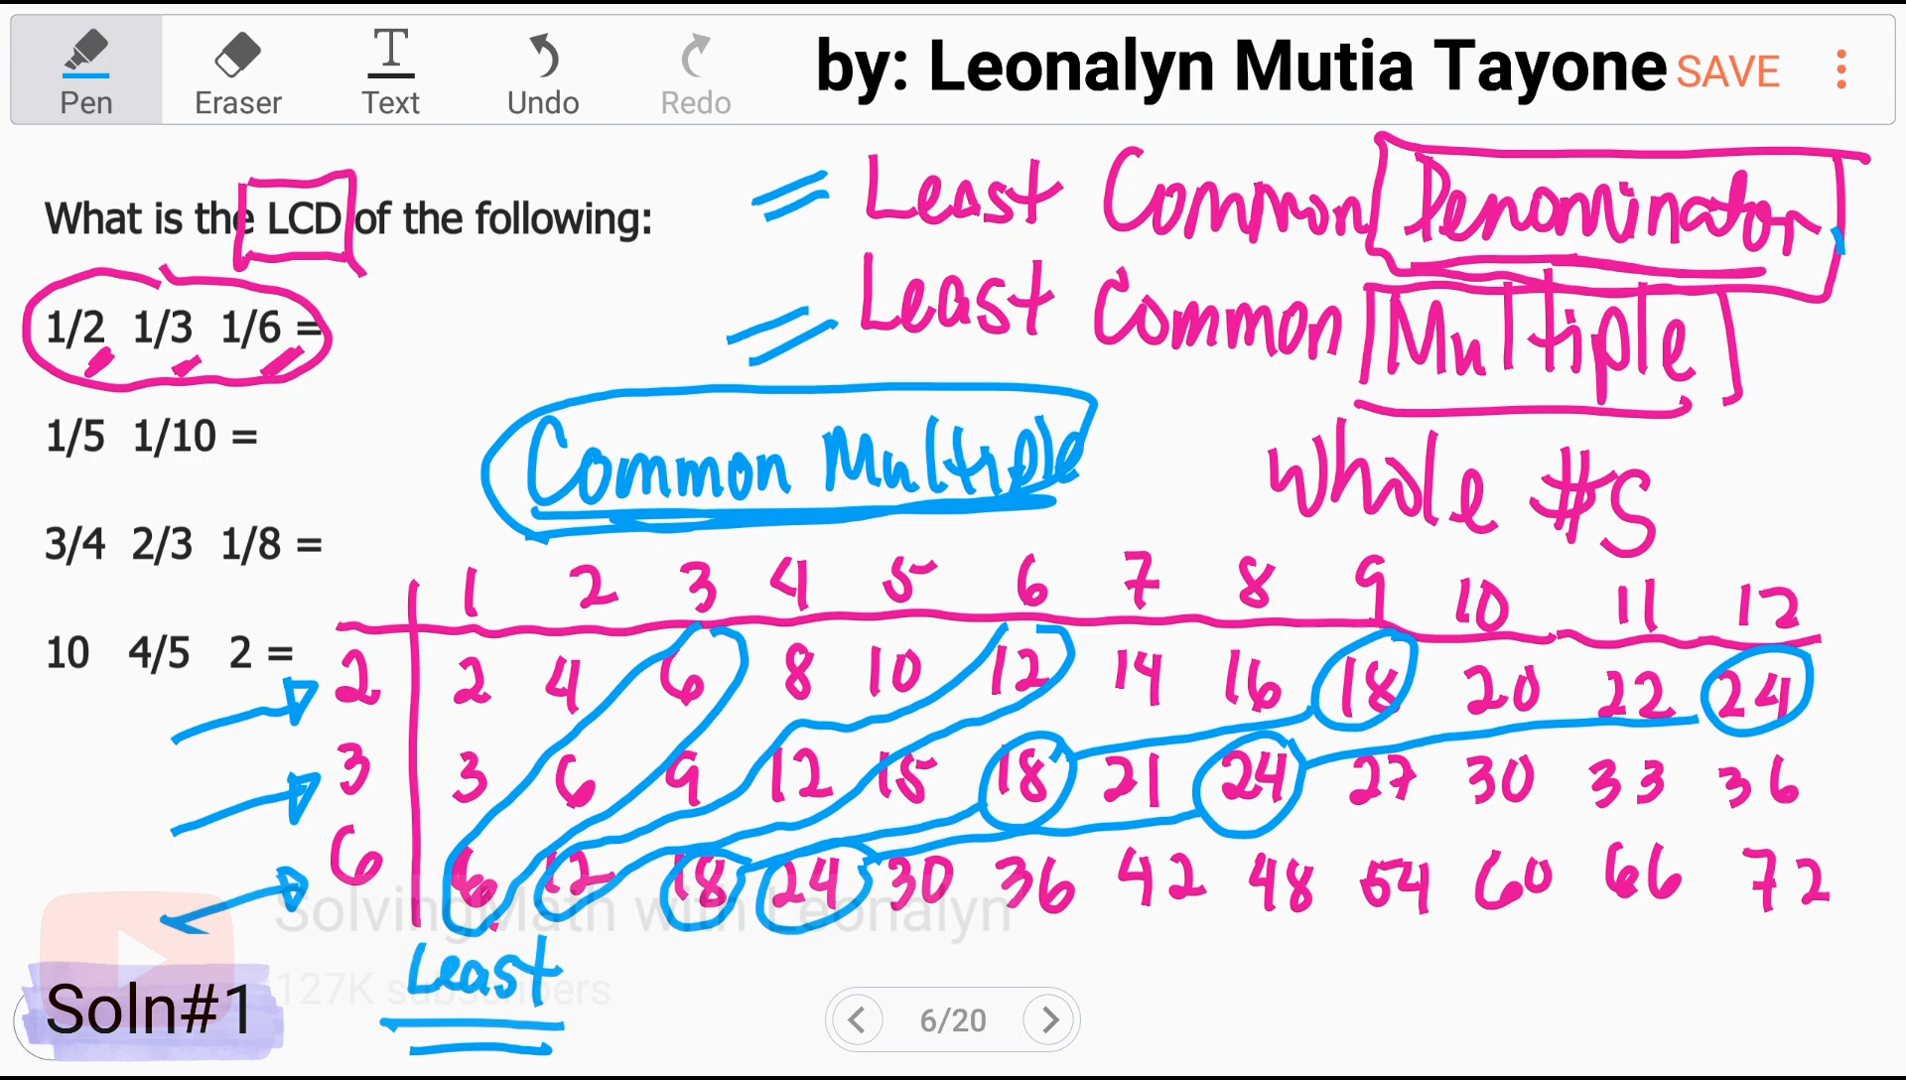 Pen Eraser Text Undo Redo by: Leonalyn Mutia Tayone SAVE
What is the LCD of the following:
= Least Common Denominator
= Least Common Multiple
1/2 1/3 1/6 =
1/5 1/10 =
Common Multiple
Whole #s
3/4 2/3 1/8 =
10 4/5 2 =
1 2 3 4 5 6 7 8 9 10 11 12
2 2 4 6 8 10 12 14 16 18 20 22 24
3 3 6 9 12 15 18 21 24 27 30 33 36
6 6 12 18 24 30 36 42 48 54 60 66 72
SolvingMath with Leonalyn
127K subscribers
Least
Soln#1
6/20